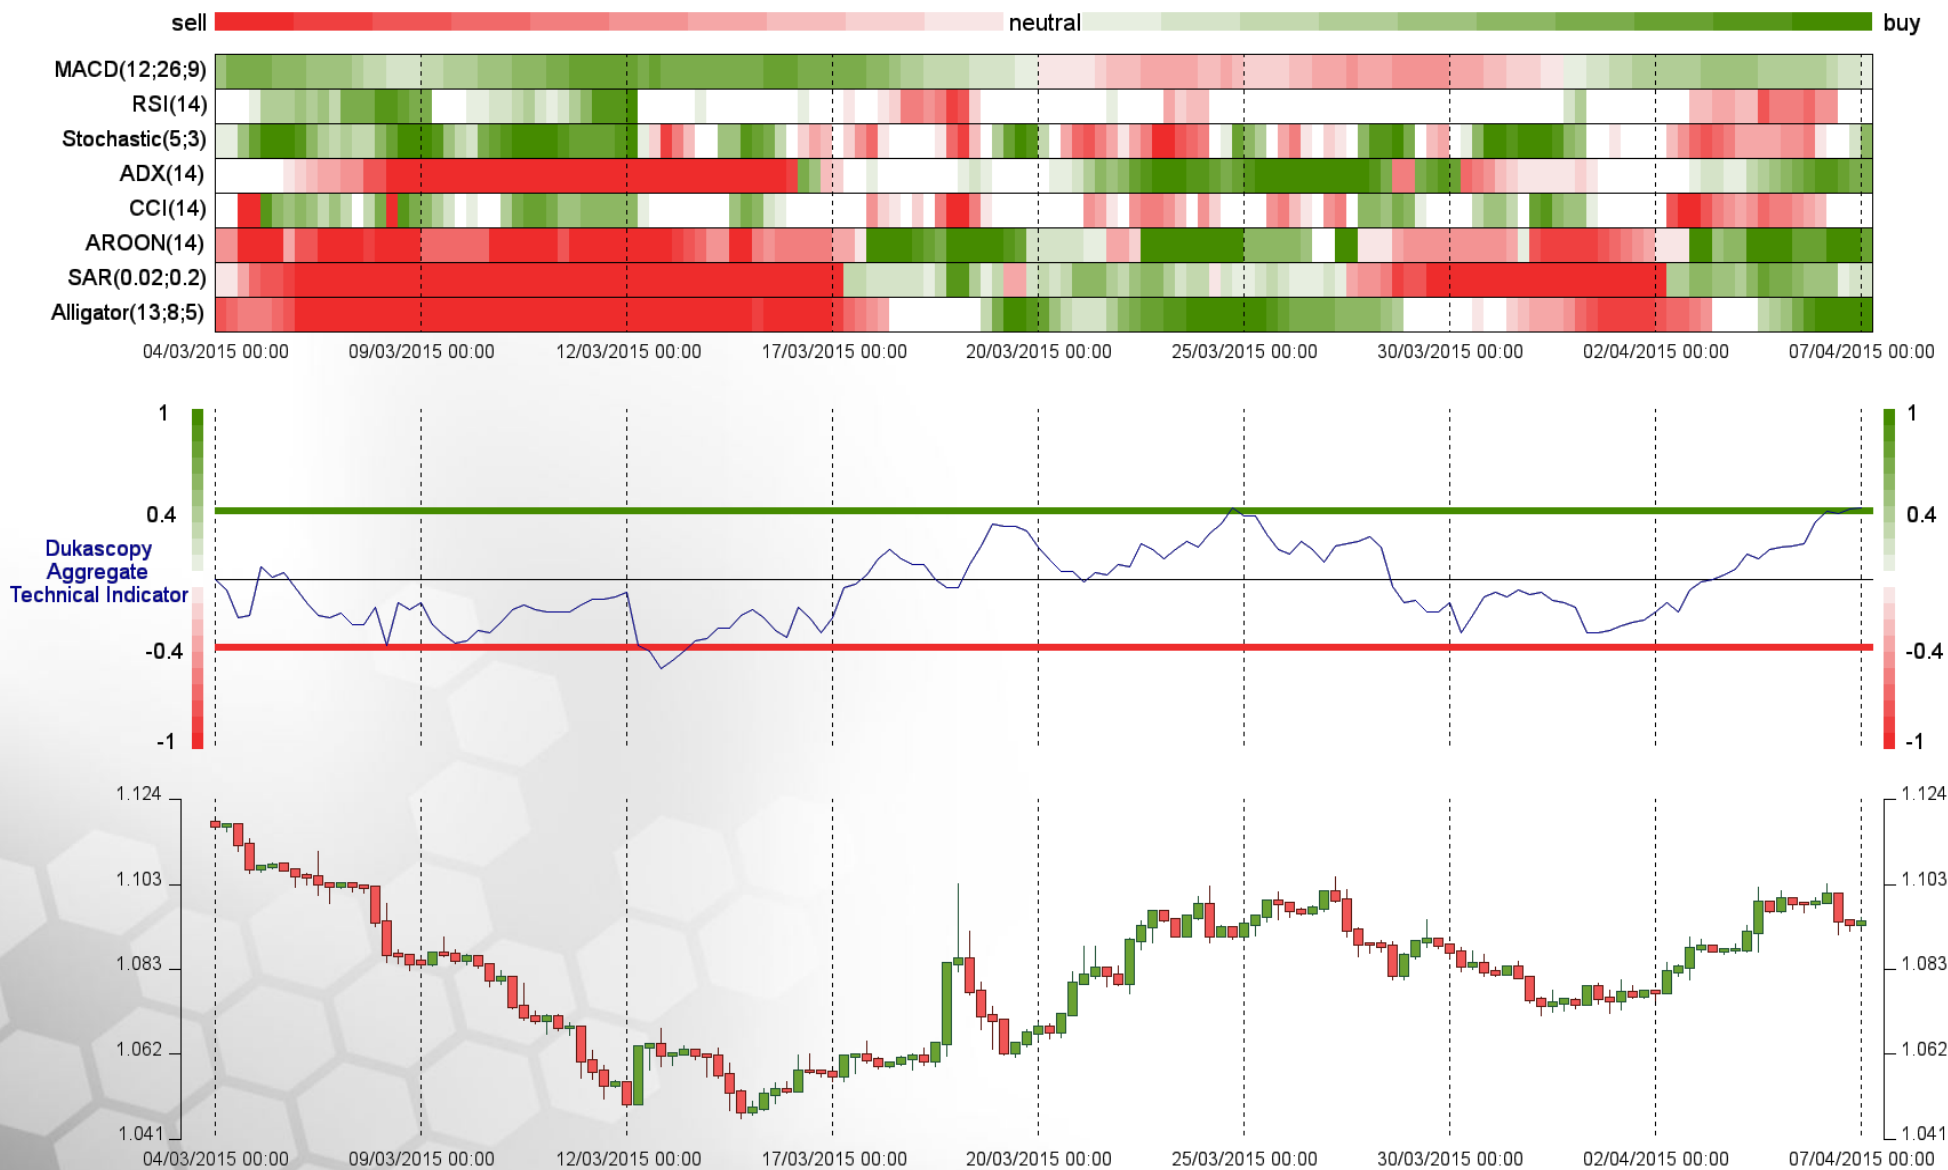 sell neutral buy
MACD(12;26;9)
RSI(14)
Stochastic(5;3)
ADX(14)
CCI(14)
AROON(14)
SAR(0.02;0.2)
Alligator(13;8;5)
04/03/2015 00:00 09/03/2015 00:00 12/03/2015 00:00 17/03/2015 00:00 20/03/2015 00:00 25/03/2015 00:00 30/03/2015 00:00 02/04/2015 00:00 07/04/2015 00:00
1 1
0.4 0.4
Dukascopy
Aggregate
Technical Indicator
-0.4 -0.4
-1 -1
1.124 1.124
1.103 1.103
1.083 1.083
1.062 1.062
1.041 1.041
04/03/2015 00:00 09/03/2015 00:00 12/03/2015 00:00 17/03/2015 00:00 20/03/2015 00:00 25/03/2015 00:00 30/03/2015 00:00 02/04/2015 00:00 07/04/2015 00:00